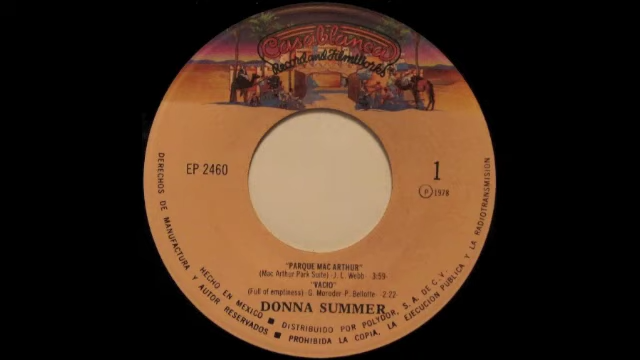 Casablanca
Record and FilmWorks
EP 2460
1
Ⓟ 1978
"PARQUE MAC ARTHUR"
(Mac Arthur Park Suite) J. L. Webb -3:59-
"VACIO"
(Full of emptiness) G. Moroder P. Bellotte -2:22-
DONNA SUMMER
DERECHOS DE MANUFACTURA Y AUTOR RESERVADOS
HECHO EN MEXICO
DISTRIBUIDO POR POLYDOR, S.A. DE C.V.
PROHIBIDA LA COPIA, LA EJECUCION PUBLICA Y LA RADIOTRANSMISION